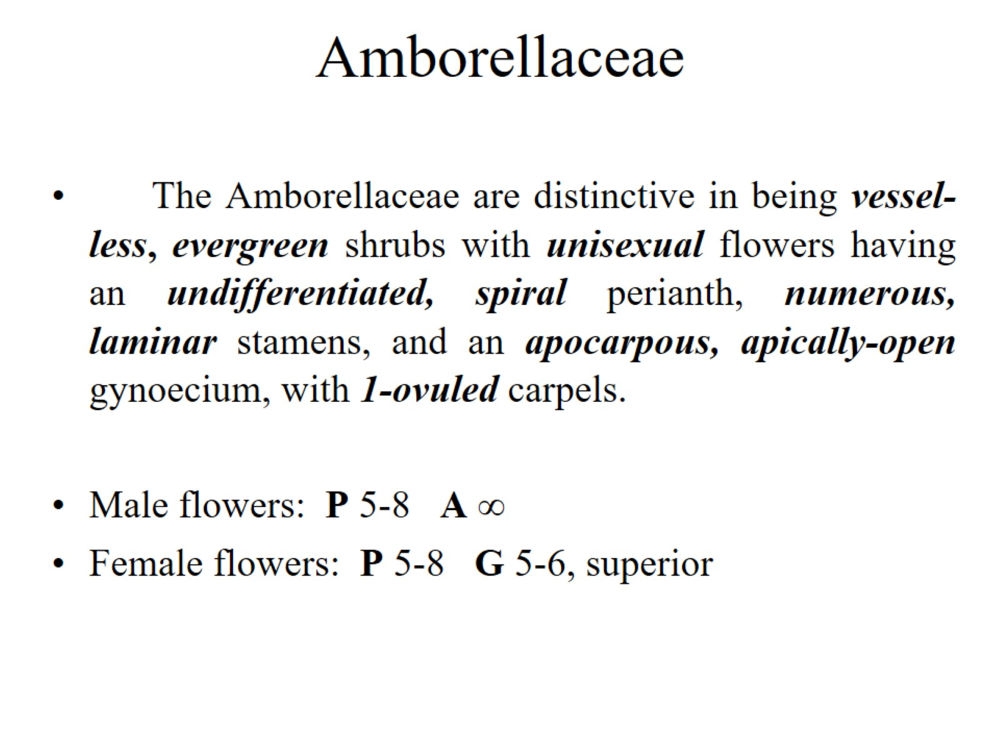 Amborellaceae
• The Amborellaceae are distinctive in being vessel-
less, evergreen shrubs with unisexual flowers having
an undifferentiated, spiral perianth, numerous,
laminar stamens, and an apocarpous, apically-open
gynoecium, with 1-ovuled carpels.
• Male flowers: P 5-8 A ∞
• Female flowers: P 5-8 G 5-6, superior